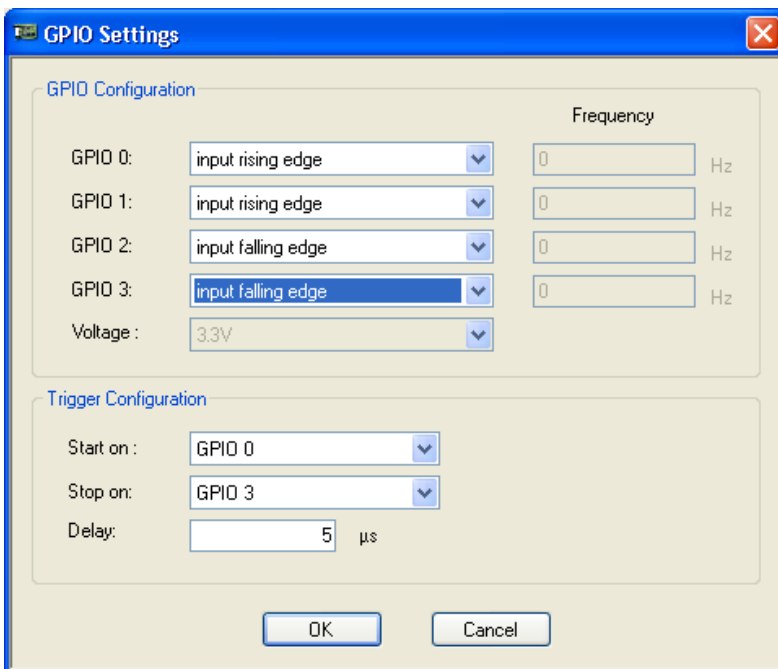 GPIO Settings
GPIO Configuration
Frequency
GPIO 0: input rising edge 0 Hz
GPIO 1: input rising edge 0 Hz
GPIO 2: input falling edge 0 Hz
GPIO 3: input falling edge 0 Hz
Voltage : 3.3V
Trigger Configuration
Start on : GPIO 0
Stop on: GPIO 3
Delay: 5 µs
OK Cancel